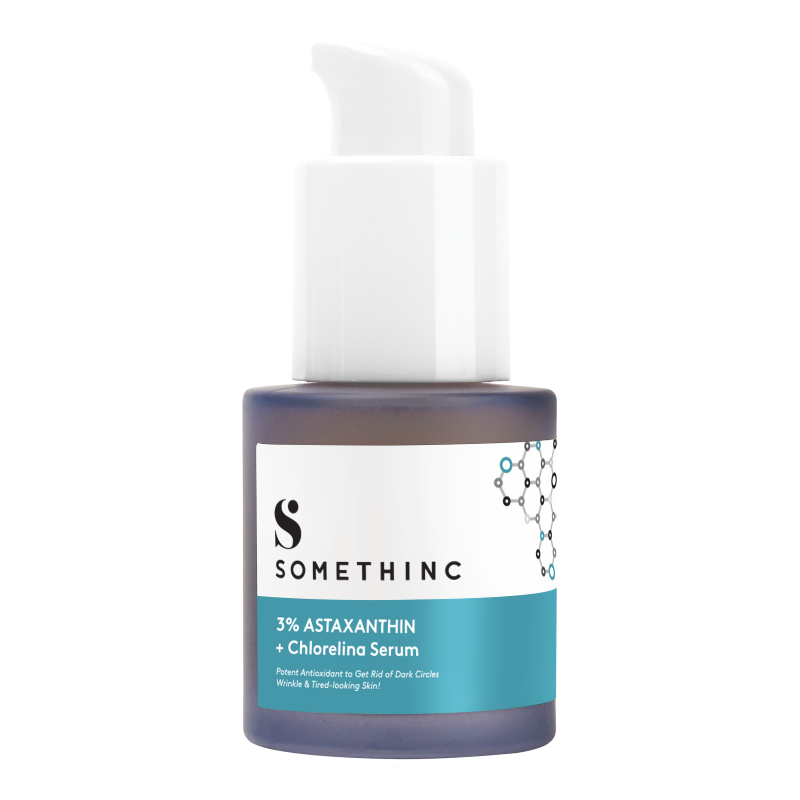 S
SOMETHINC
3% ASTAXANTHIN
+ Chlorelina Serum
Potent Antioxidant to Get Rid of Dark Circles
Wrinkle & Tired-looking Skin!